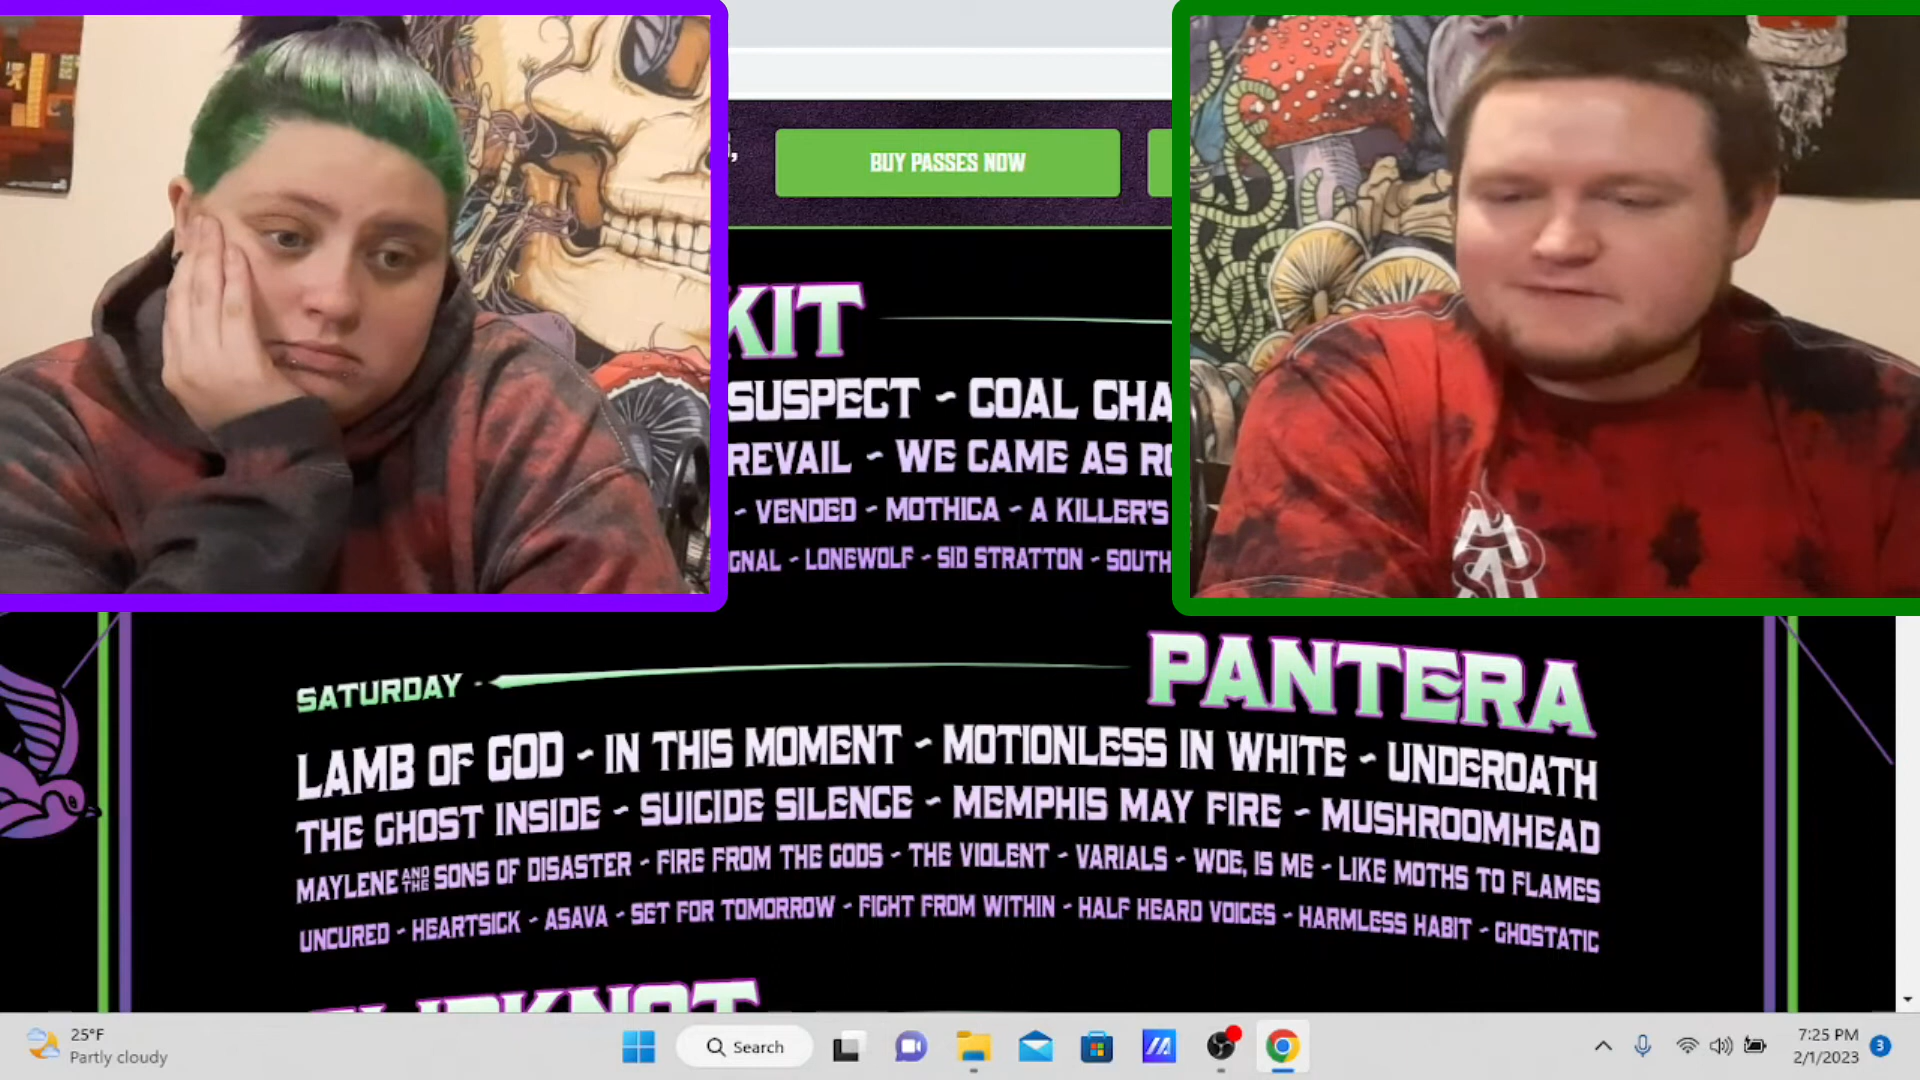 BUY PASSES NOW
KIT
SUSPECT ~ COAL CHA
REVAIL ~ WE CAME AS RO
- VENDED - MOTHICA - A KILLER'S
GNAL - LONEWOLF - SID STRATTON - SOUTH
SATURDAY
PANTERA
LAMB OF GOD ~ IN THIS MOMENT ~ MOTIONLESS IN WHITE ~ UNDEROATH
THE GHOST INSIDE ~ SUICIDE SILENCE ~ MEMPHIS MAY FIRE ~ MUSHROOMHEAD
MAYLENE AND THE SONS OF DISASTER - FIRE FROM THE GODS - THE VIOLENT - VARIALS - WOE, IS ME - LIKE MOTHS TO FLAMES
UNCURED - HEARTSICK - ASAVA - SET FOR TOMORROW - FIGHT FROM WITHIN - HALF HEARD VOICES - HARMLESS HABIT - GHOSTATIC
SLIPKNOT
25°F
Partly cloudy
Search
7:25 PM
2/1/2023
3